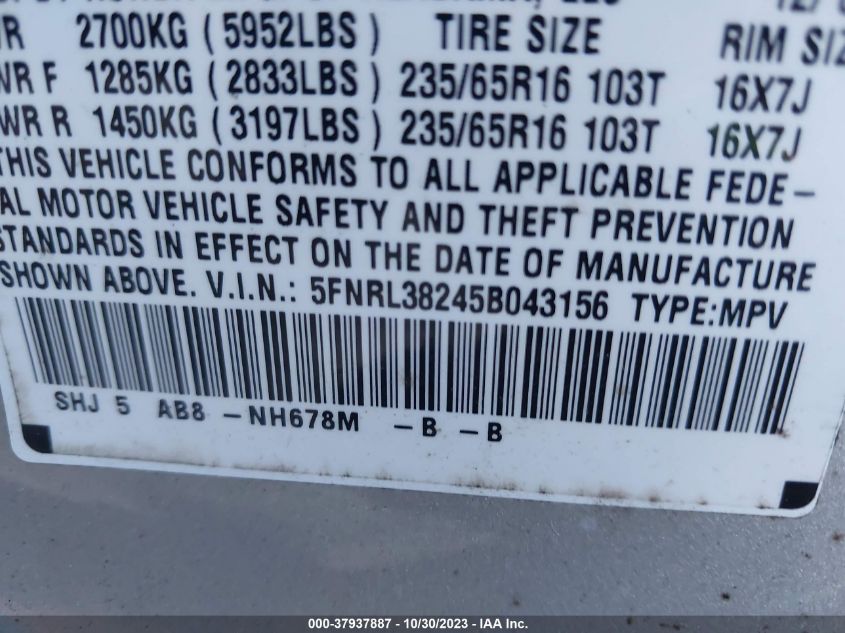 2700KG (5952LBS) TIRE SIZE RIM SIZ
WR F 1285KG (2833LBS) 235/65R16 103T 16X7J
WR R 1450KG (3197LBS) 235/65R16 103T 16X7J
THIS VEHICLE CONFORMS TO ALL APPLICABLE FEDE-
AL MOTOR VEHICLE SAFETY AND THEFT PREVENTION
STANDARDS IN EFFECT ON THE DATE OF MANUFACTURE
SHOWN ABOVE. V.I.N.: 5FNRL38245B043156 TYPE:MPV
SHJ 5 AB8 -NH678M -B -B
000-37937887 - 10/30/2023 - IAA Inc.